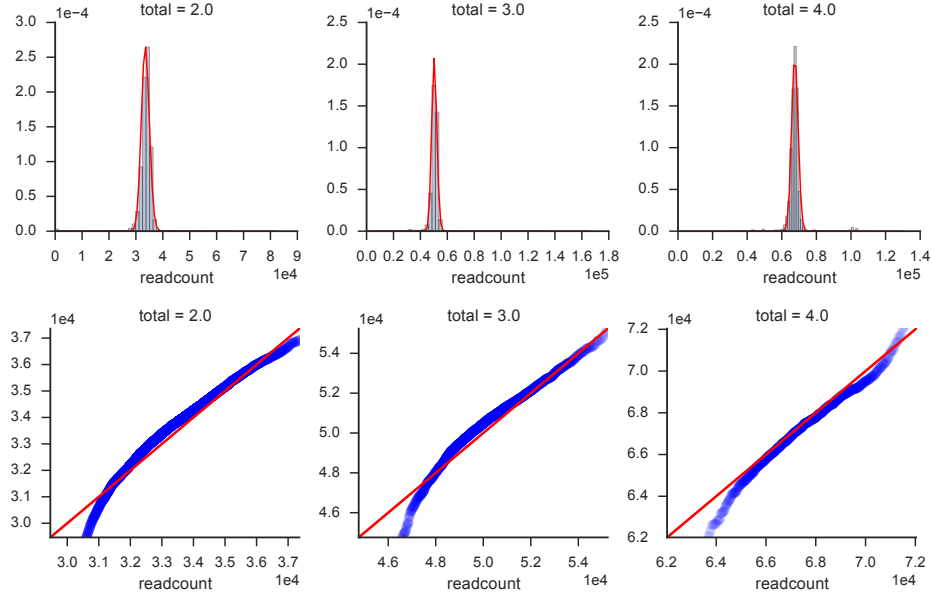 total = 2.0
1e−4
3.0
2.5
2.0
1.5
1.0
0.5
0.0
0 1 2 3 4 5 6 7 8 9
readcount
1e4
total = 3.0
1e−4
2.5
2.0
1.5
1.0
0.5
0.0
0.0 0.2 0.4 0.6 0.8 1.0 1.2 1.4 1.6 1.8
readcount
1e5
total = 4.0
1e−4
2.5
2.0
1.5
1.0
0.5
0.0
0.0 0.2 0.4 0.6 0.8 1.0 1.2 1.4
readcount
1e5
total = 2.0
1e4
3.7
3.6
3.5
3.4
3.3
3.2
3.1
3.0
3.0 3.1 3.2 3.3 3.4 3.5 3.6 3.7
readcount
1e4
total = 3.0
1e4
5.4
5.2
5.0
4.8
4.6
4.8 5.0 5.2 5.4
readcount
1e4
total = 4.0
1e4
7.2
7.0
6.8
6.6
6.4
6.2
6.2 6.4 6.6 6.8 7.0 7.2
readcount
1e4